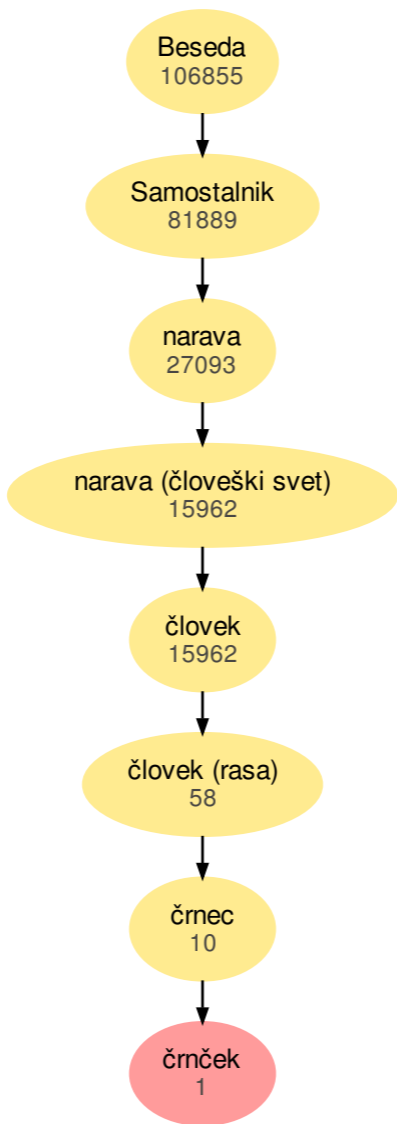 Beseda
106855
Samostalnik
81889
narava
27093
narava (človeški svet)
15962
človek
15962
človek (rasa)
58
črnec
10
črnček
1